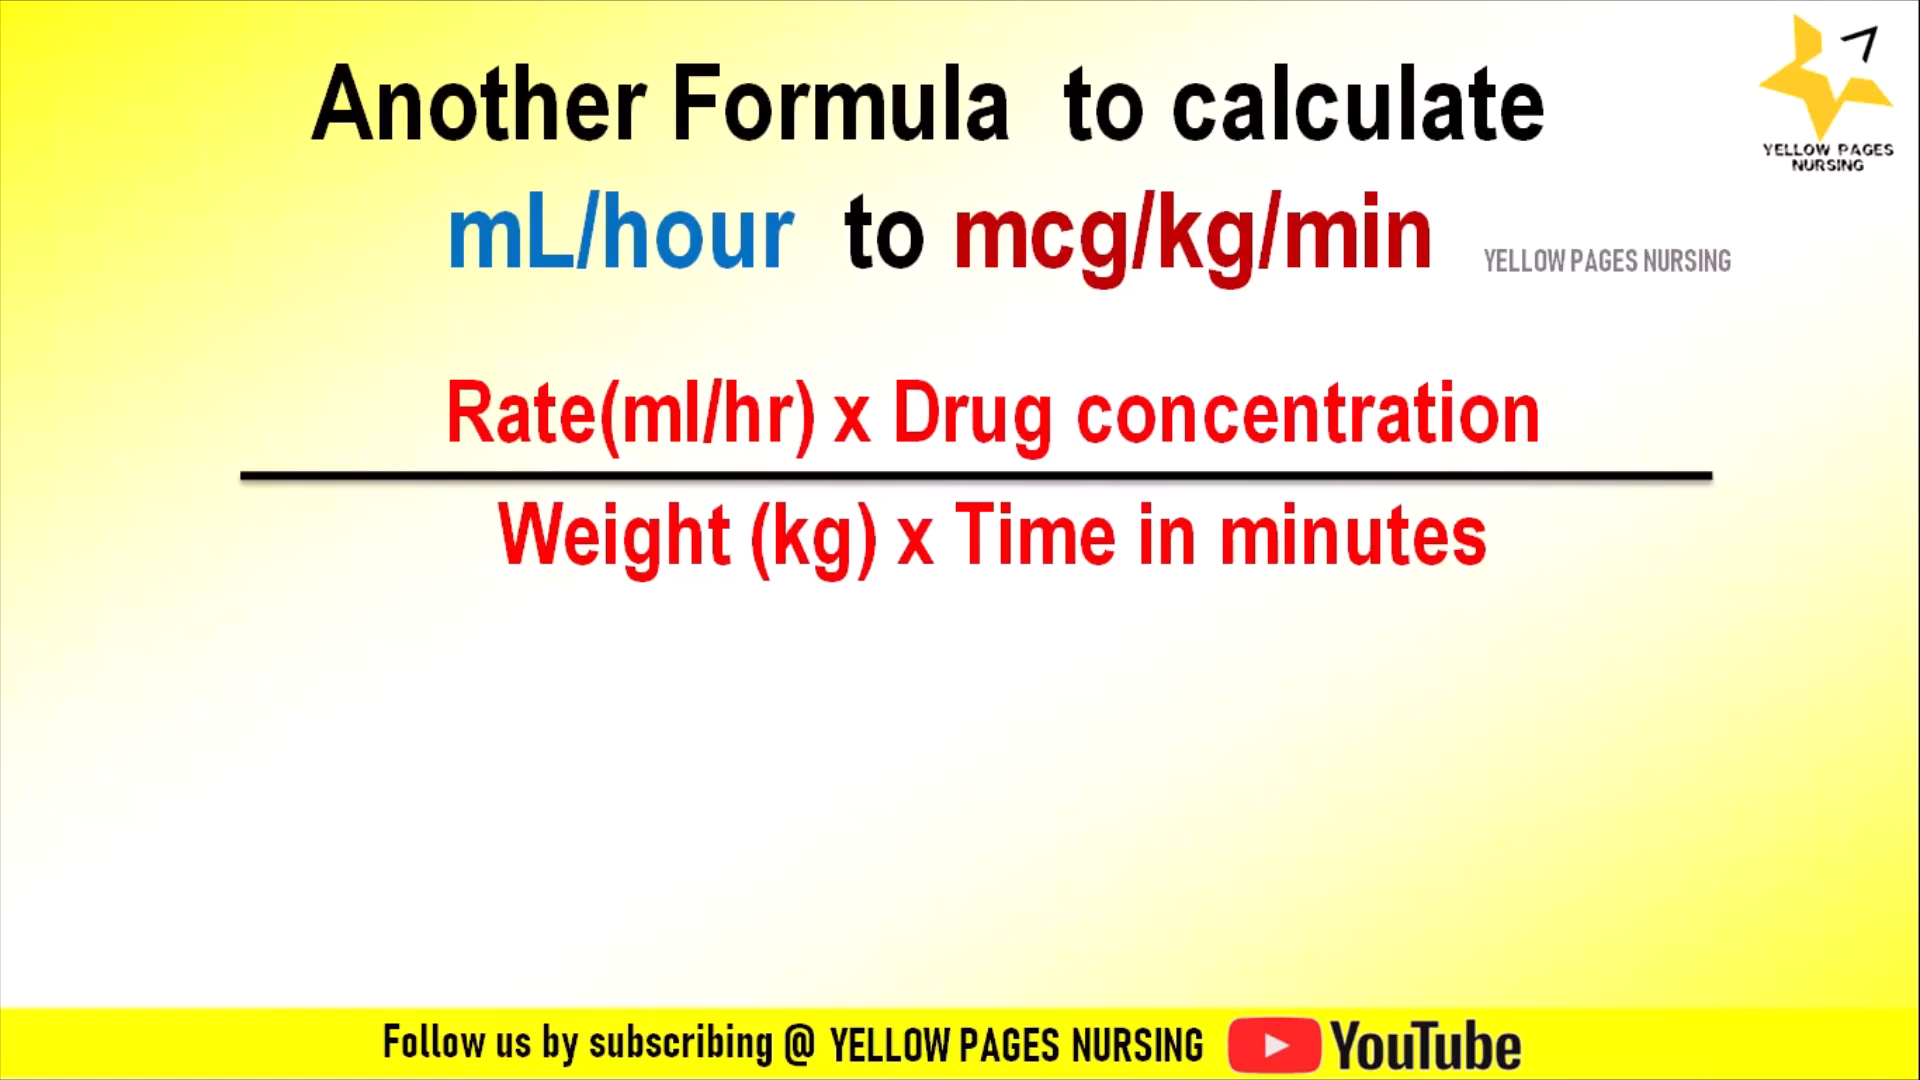 Another Formula to calculate
mL/hour to mcg/kg/min
YELLOW PAGES
NURSING
YELLOW PAGES NURSING
Rate(ml/hr) x Drug concentration
Weight (kg) x Time in minutes
Follow us by subscribing @ YELLOW PAGES NURSING YouTube